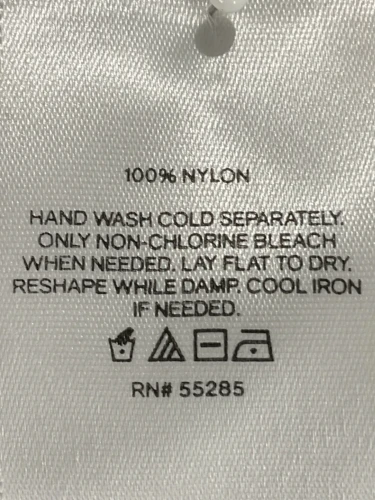 100% NYLON
HAND WASH COLD SEPARATELY.
ONLY NON-CHLORINE BLEACH
WHEN NEEDED. LAY FLAT TO DRY.
RESHAPE WHILE DAMP. COOL IRON
IF NEEDED.
RN# 55285